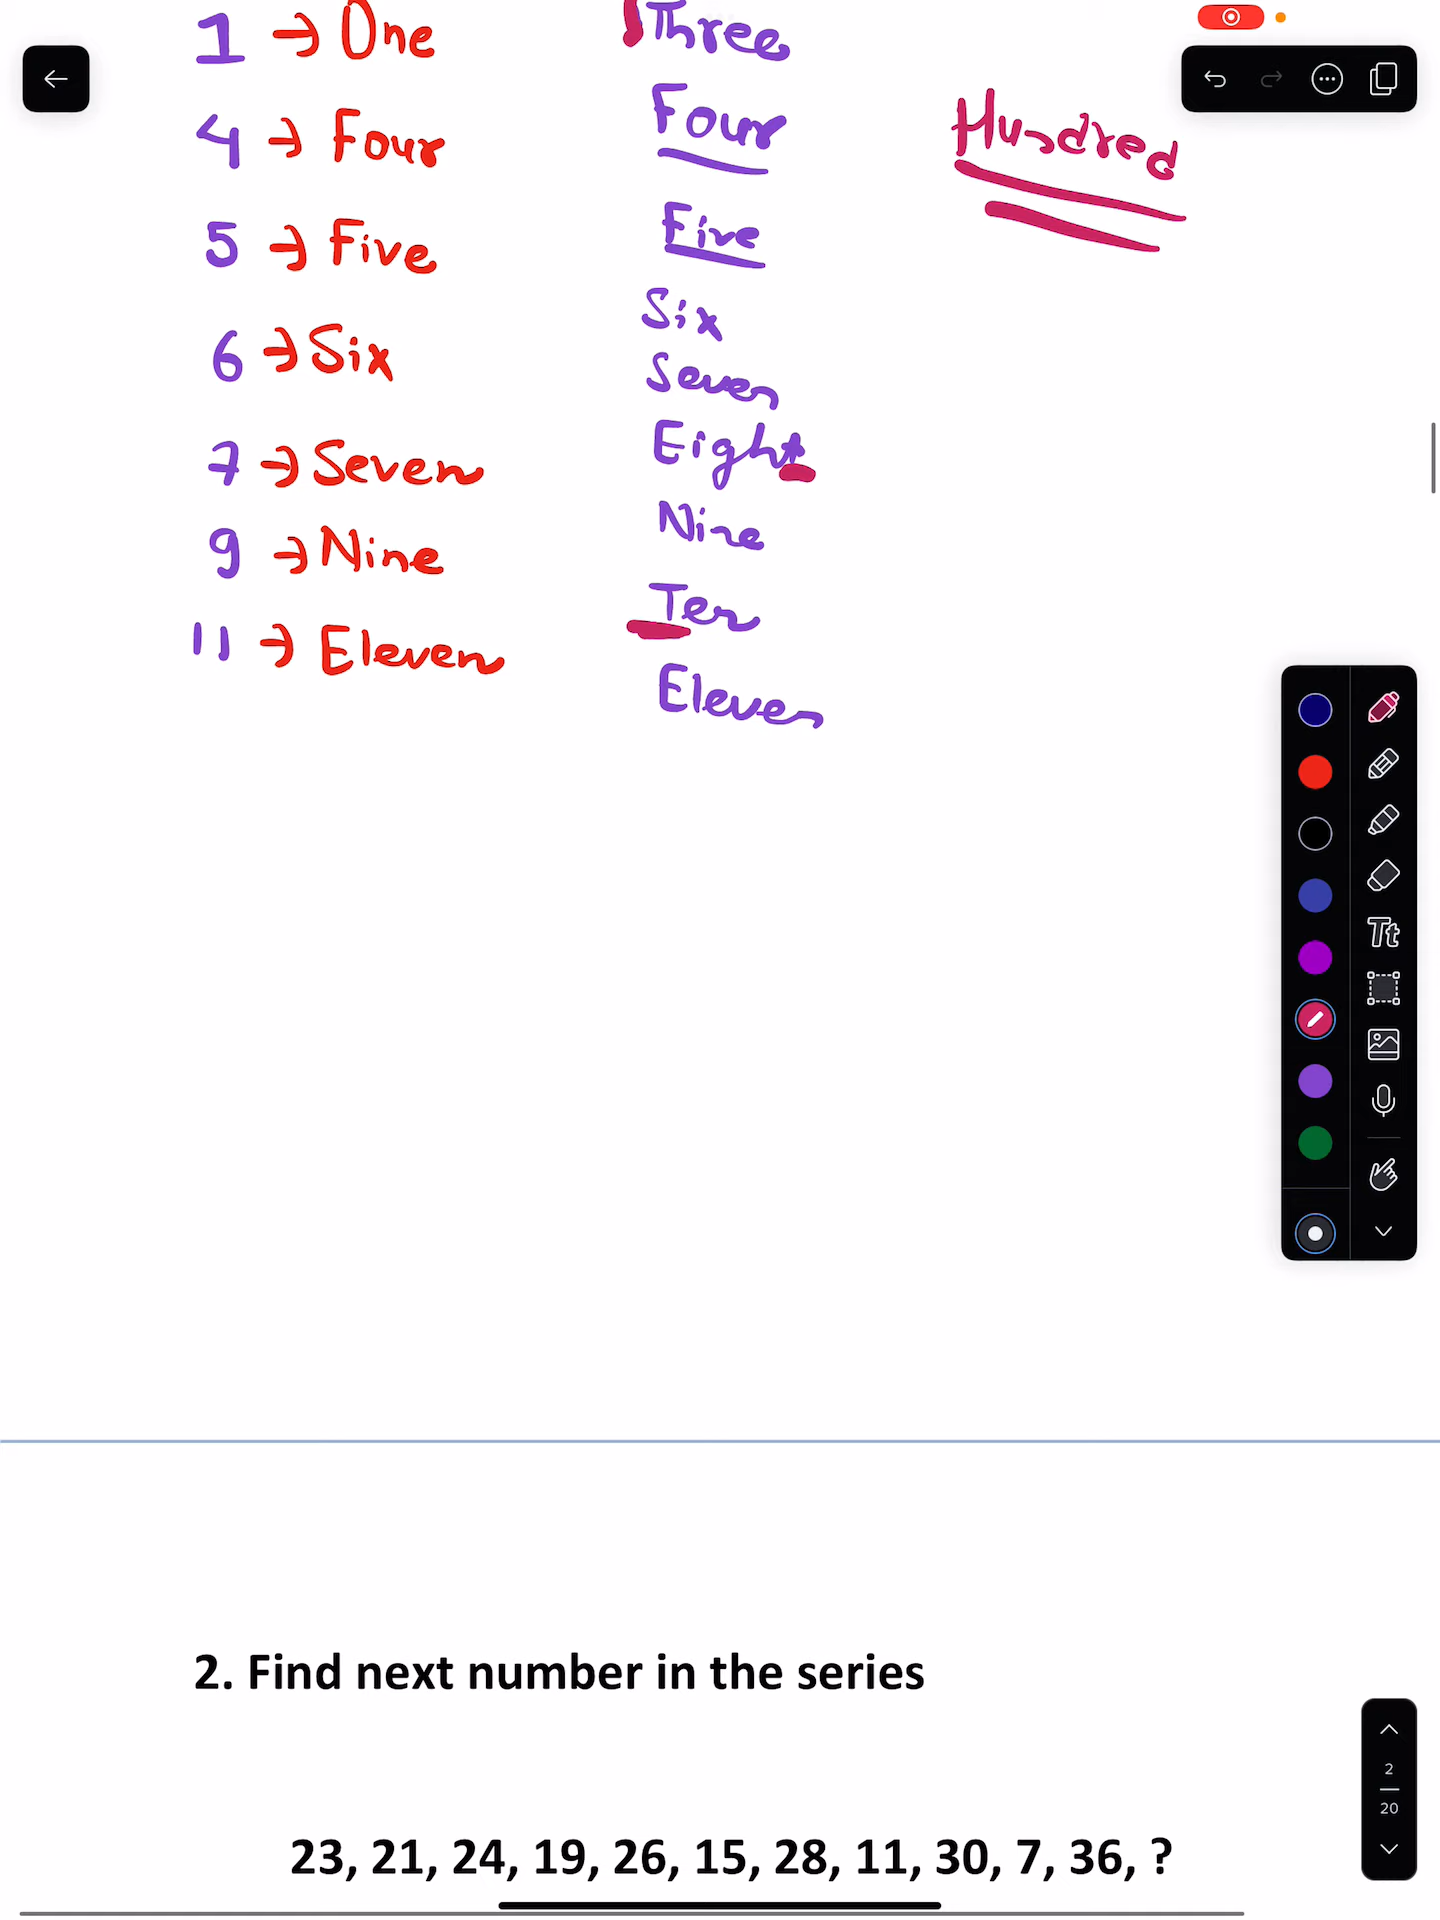 1 → One
4 → Four
5 → Five
6 → Six
7 → Seven
9 → Nine
11 → Eleven
Three
Four
Five
Six
Seven
Eight
Nine
Ten
Eleven
Hundred
Tt
2. Find next number in the series
23, 21, 24, 19, 26, 15, 28, 11, 30, 7, 36, ?
2
20